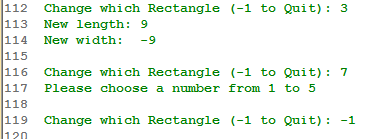 112 Change which Rectangle (-1 to Quit): 3
113 New length: 9
114 New width:  -9
115
116 Change which Rectangle (-1 to Quit): 7
117 Please choose a number from 1 to 5
118
119 Change which Rectangle (-1 to Quit): -1
120